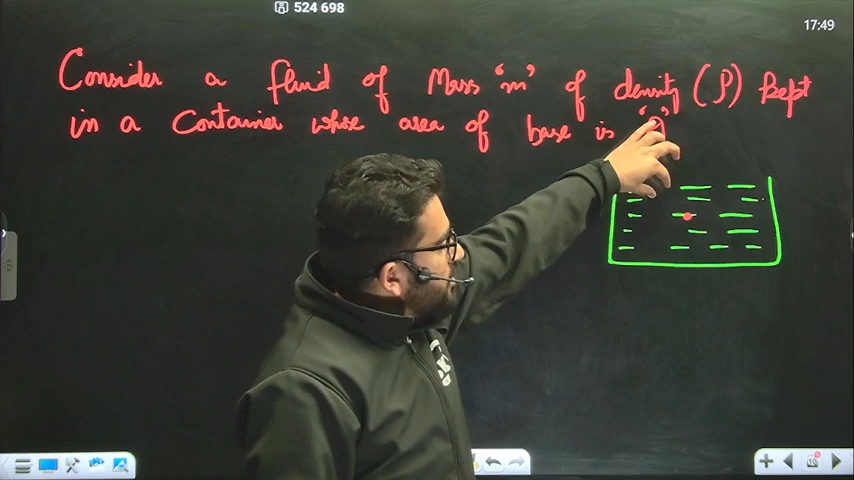 524 698
17:49
Consider a fluid of Mass 'm' of density (ρ) kept
in a Container whose area of base is 'A'